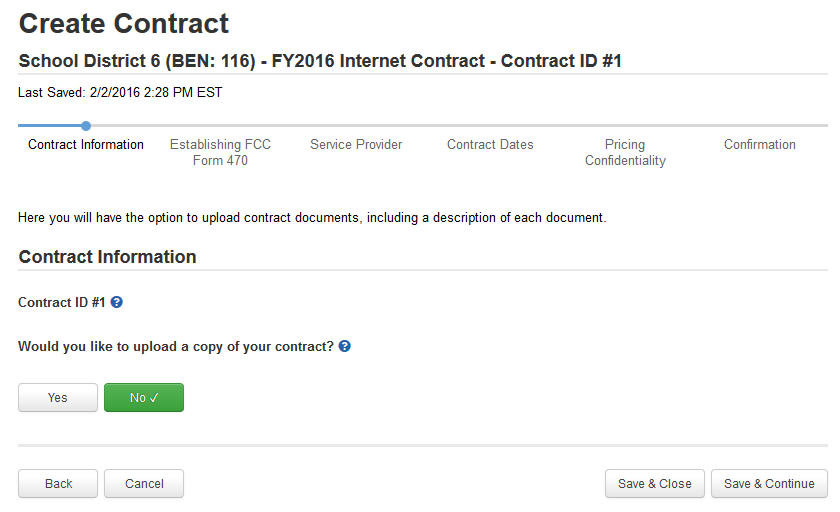 Create Contract
School District 6 (BEN: 116) - FY2016 Internet Contract - Contract ID #1
Last Saved: 2/2/2016 2:28 PM EST
Contract Information
Establishing FCC
Form 470
Service Provider
Contract Dates
Pricing
Confidentiality
Confirmation
Here you will have the option to upload contract documents, including a description of each document.
Contract Information
Contract ID #1 ?
Would you like to upload a copy of your contract? ?
Yes
No ✓
Back
Cancel
Save & Close
Save & Continue